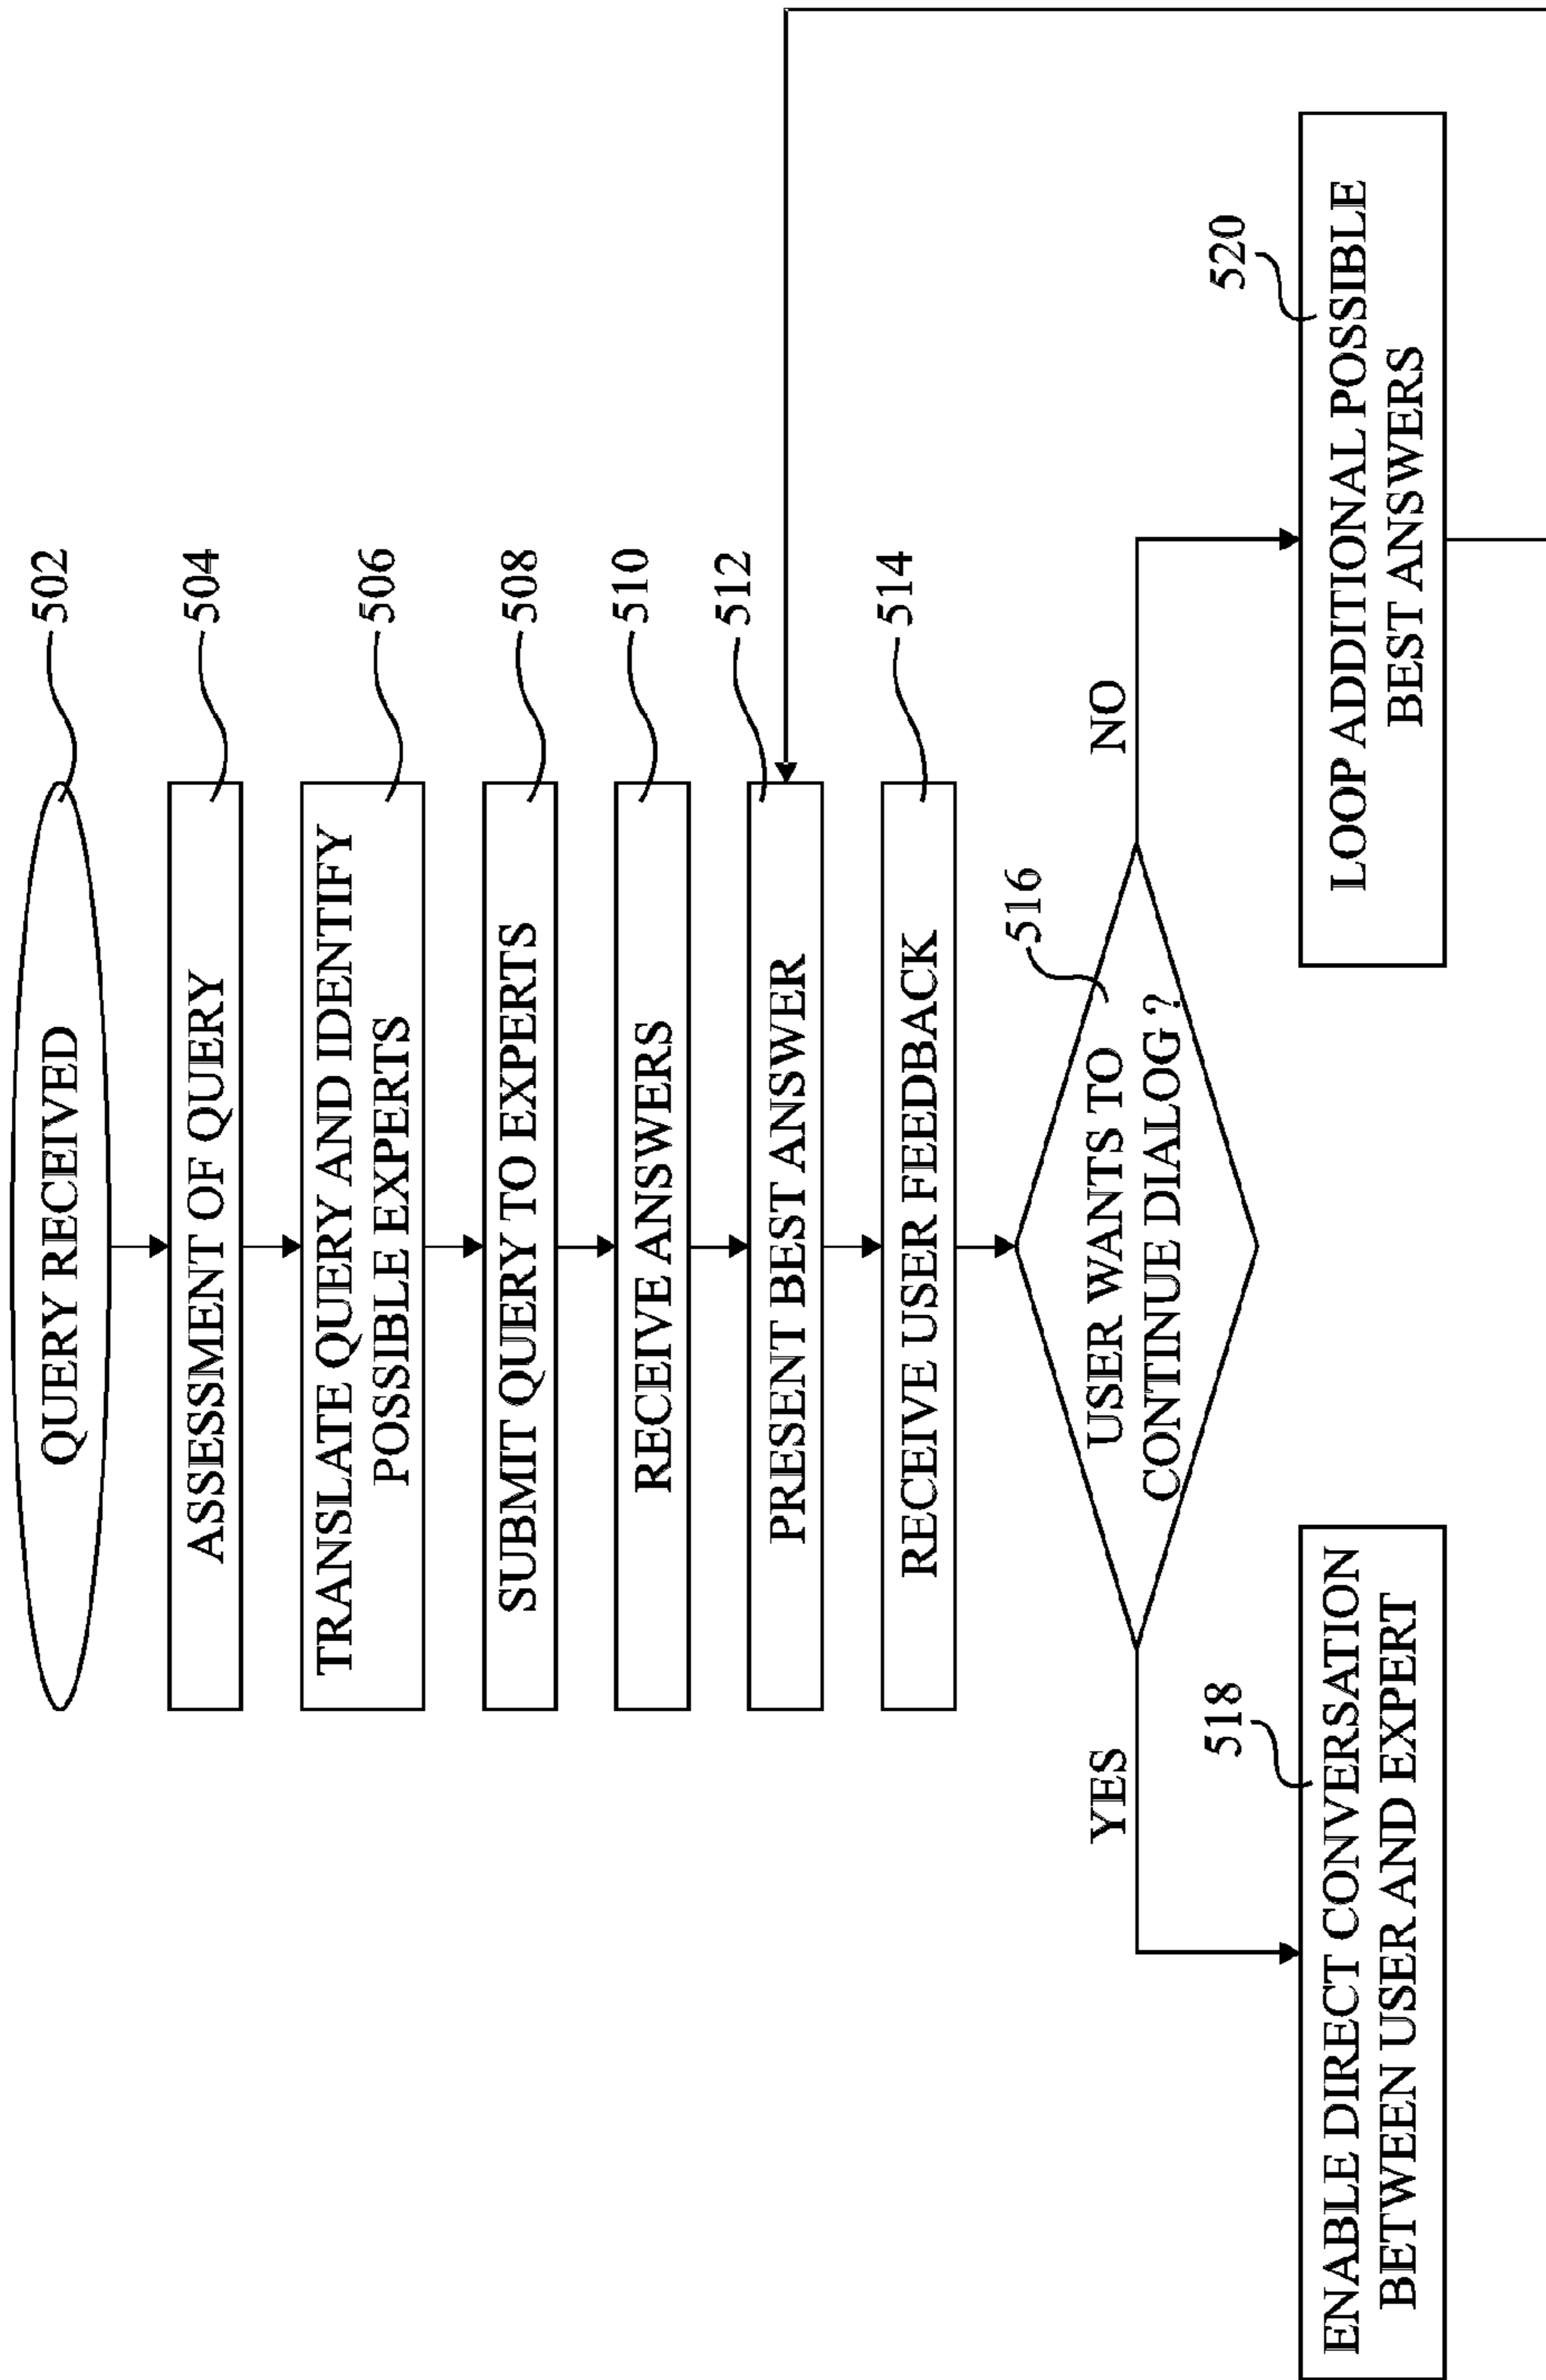 QUERY RECEIVED
502
ASSESSMENT OF QUERY
504
TRANSLATE QUERY AND IDENTIFY
POSSIBLE EXPERTS
506
SUBMIT QUERY TO EXPERTS
508
RECEIVE ANSWERS
510
PRESENT BEST ANSWER
512
RECEIVE USER FEEDBACK
514
USER WANTS TO
CONTINUE DIALOG ?
516
YES
NO
518
ENABLE DIRECT CONVERSATION
BETWEEN USER AND EXPERT
520
LOOP ADDITIONAL POSSIBLE
BEST ANSWERS